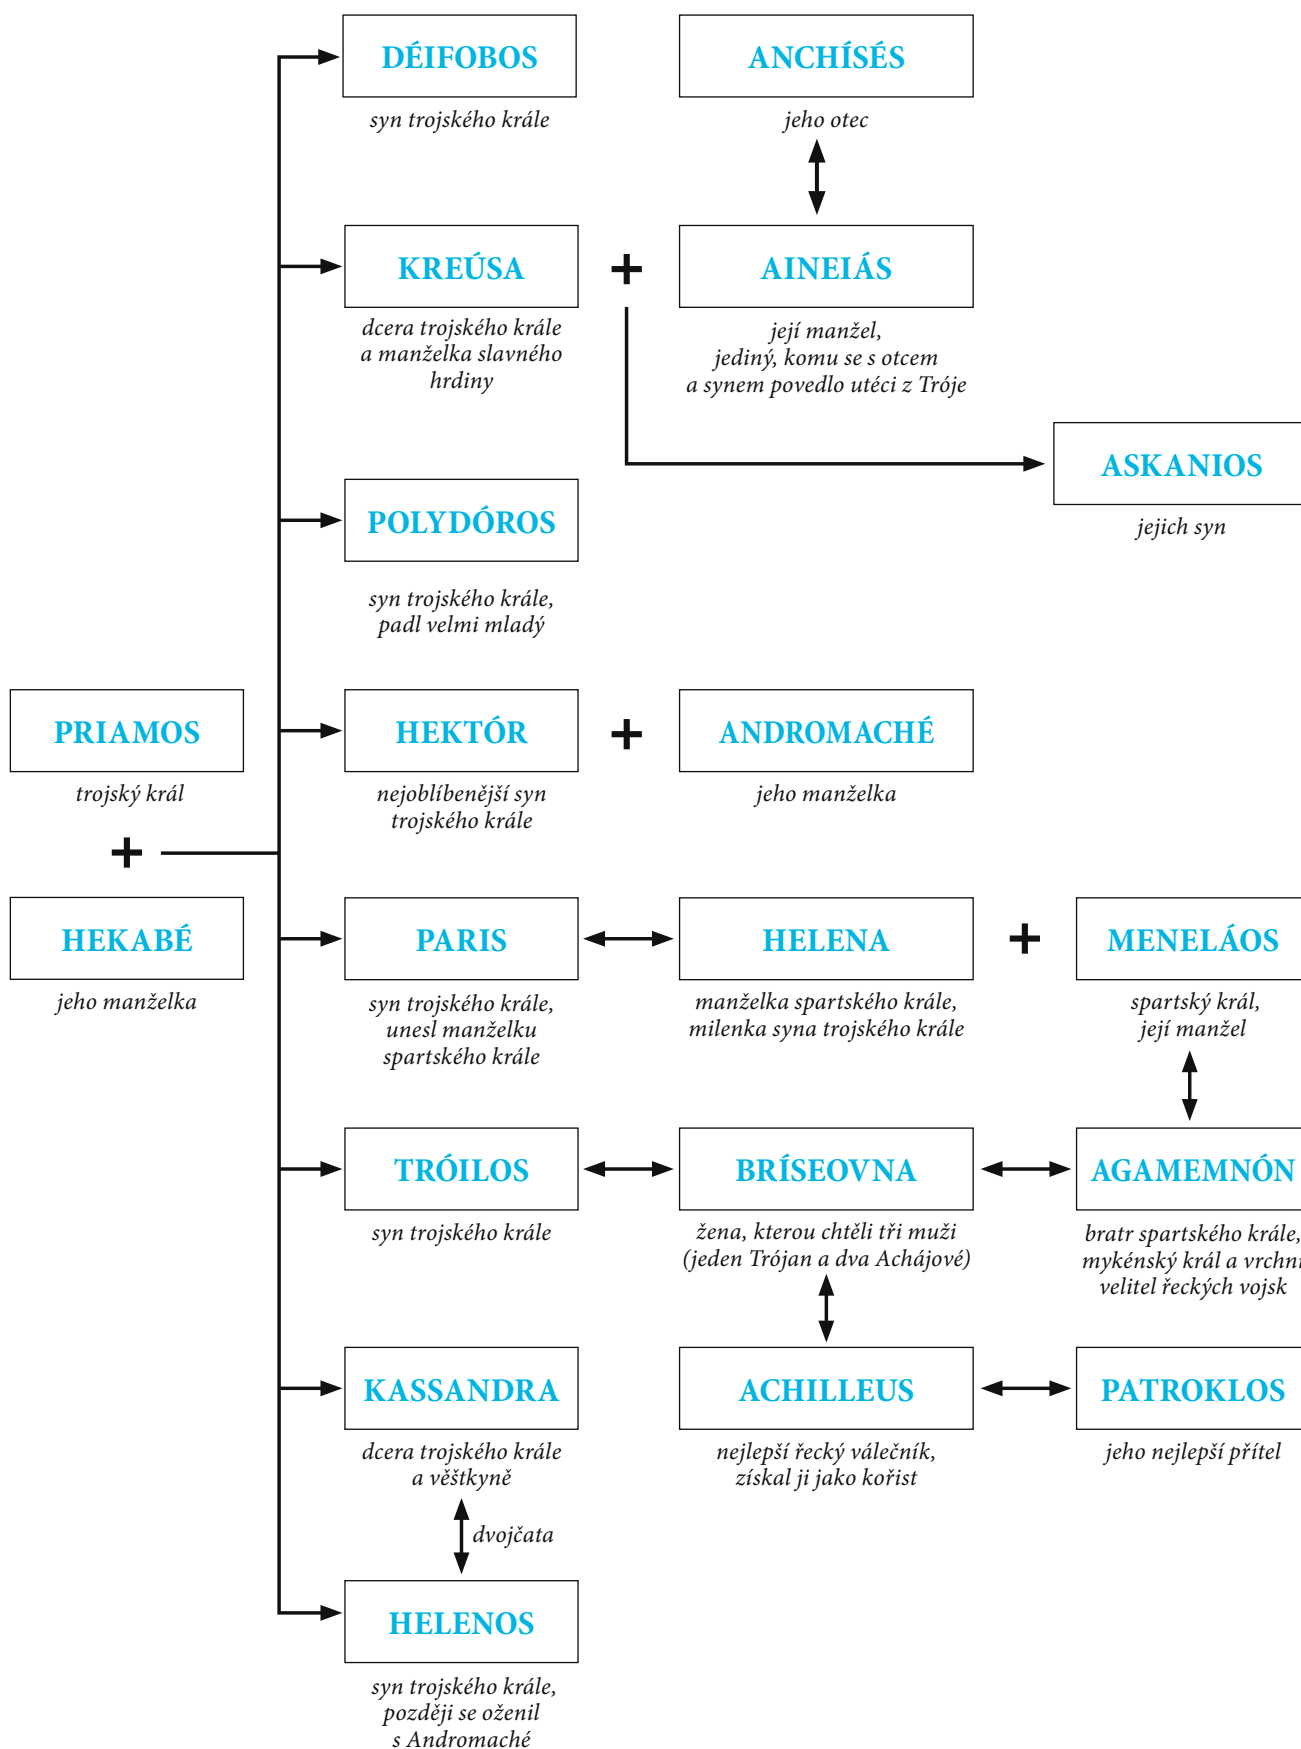 DÉIFOBOS
syn trojského krále
ANCHÍSÉS
jeho otec
KREÚSA
dcera trojského krále
a manželka slavného
hrdiny
+
AINEIÁS
její manžel,
jediný, komu se s otcem
a synem povedlo utéci z Tróje
ASKANIOS
jejich syn
POLYDÓROS
syn trojského krále,
padl velmi mladý
PRIAMOS
trojský král
+
HEKABÉ
jeho manželka
HEKTÓR
nejoblíbenější syn
trojského krále
+
ANDROMACHÉ
jeho manželka
PARIS
syn trojského krále,
unesl manželku
spartského krále
HELENA
manželka spartského krále,
milenka syna trojského krále
+
MENELÁOS
spartský král,
její manžel
TRÓILOS
syn trojského krále
BRÍSEOVNA
žena, kterou chtěli tři muži
(jeden Trójan a dva Achájové)
AGAMEMNÓN
bratr spartského krále,
mykénský král a vrchní
velitel řeckých vojsk
KASSANDRA
dcera trojského krále
a věštkyně
ACHILLEUS
nejlepší řecký válečník,
získal ji jako kořist
PATROKLOS
jeho nejlepší přítel
dvojčata
HELENOS
syn trojského krále,
později se oženil
s Andromaché